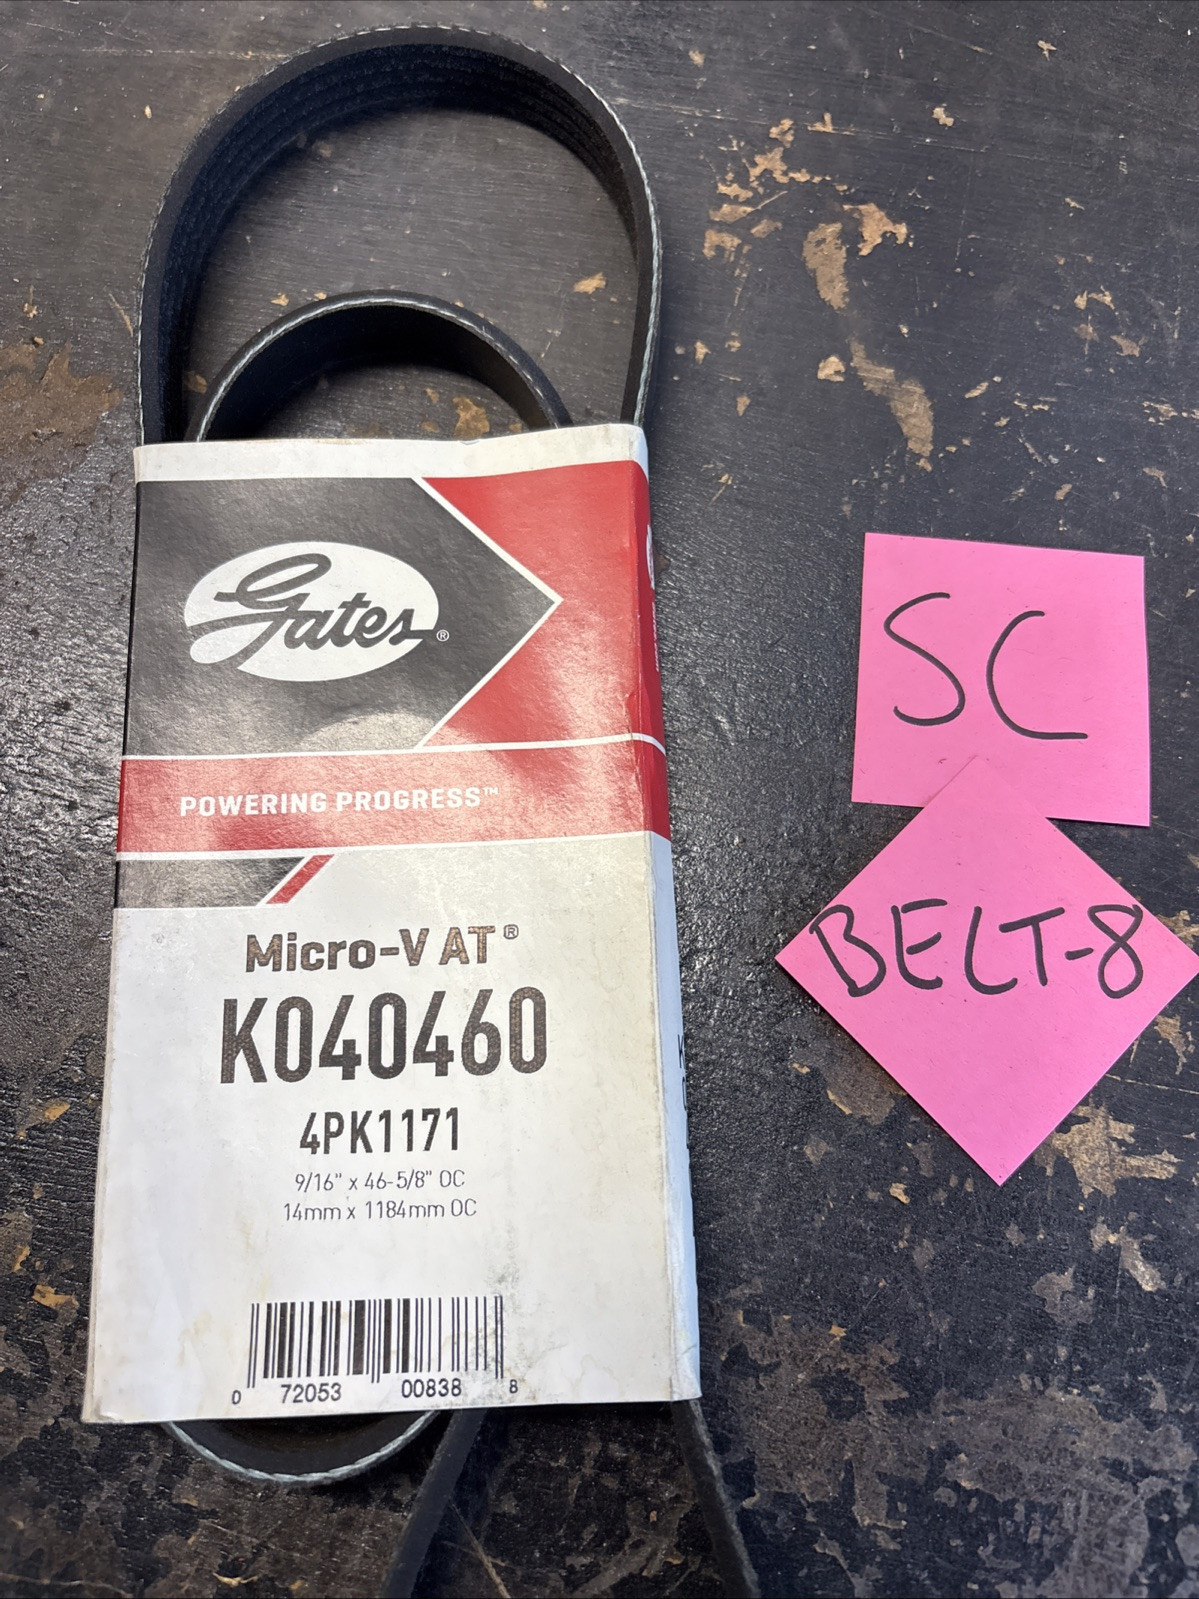 Gates®
POWERING PROGRESS™
Micro-V AT®
K040460
4PK1171
9/16" x 46-5/8" OC
14mm x 1184mm OC
0 72053 00838 8
SC
BELT-8